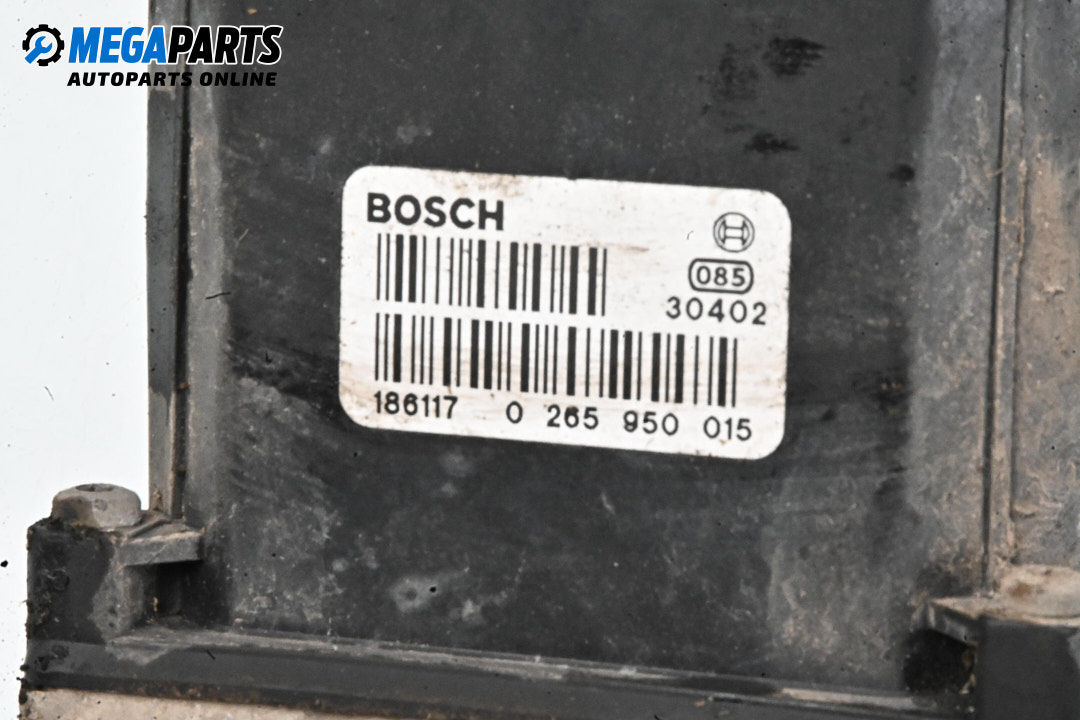 MEGAPARTS
AUTOPARTS ONLINE
BOSCH
085
30402
186117 0 265 950 015